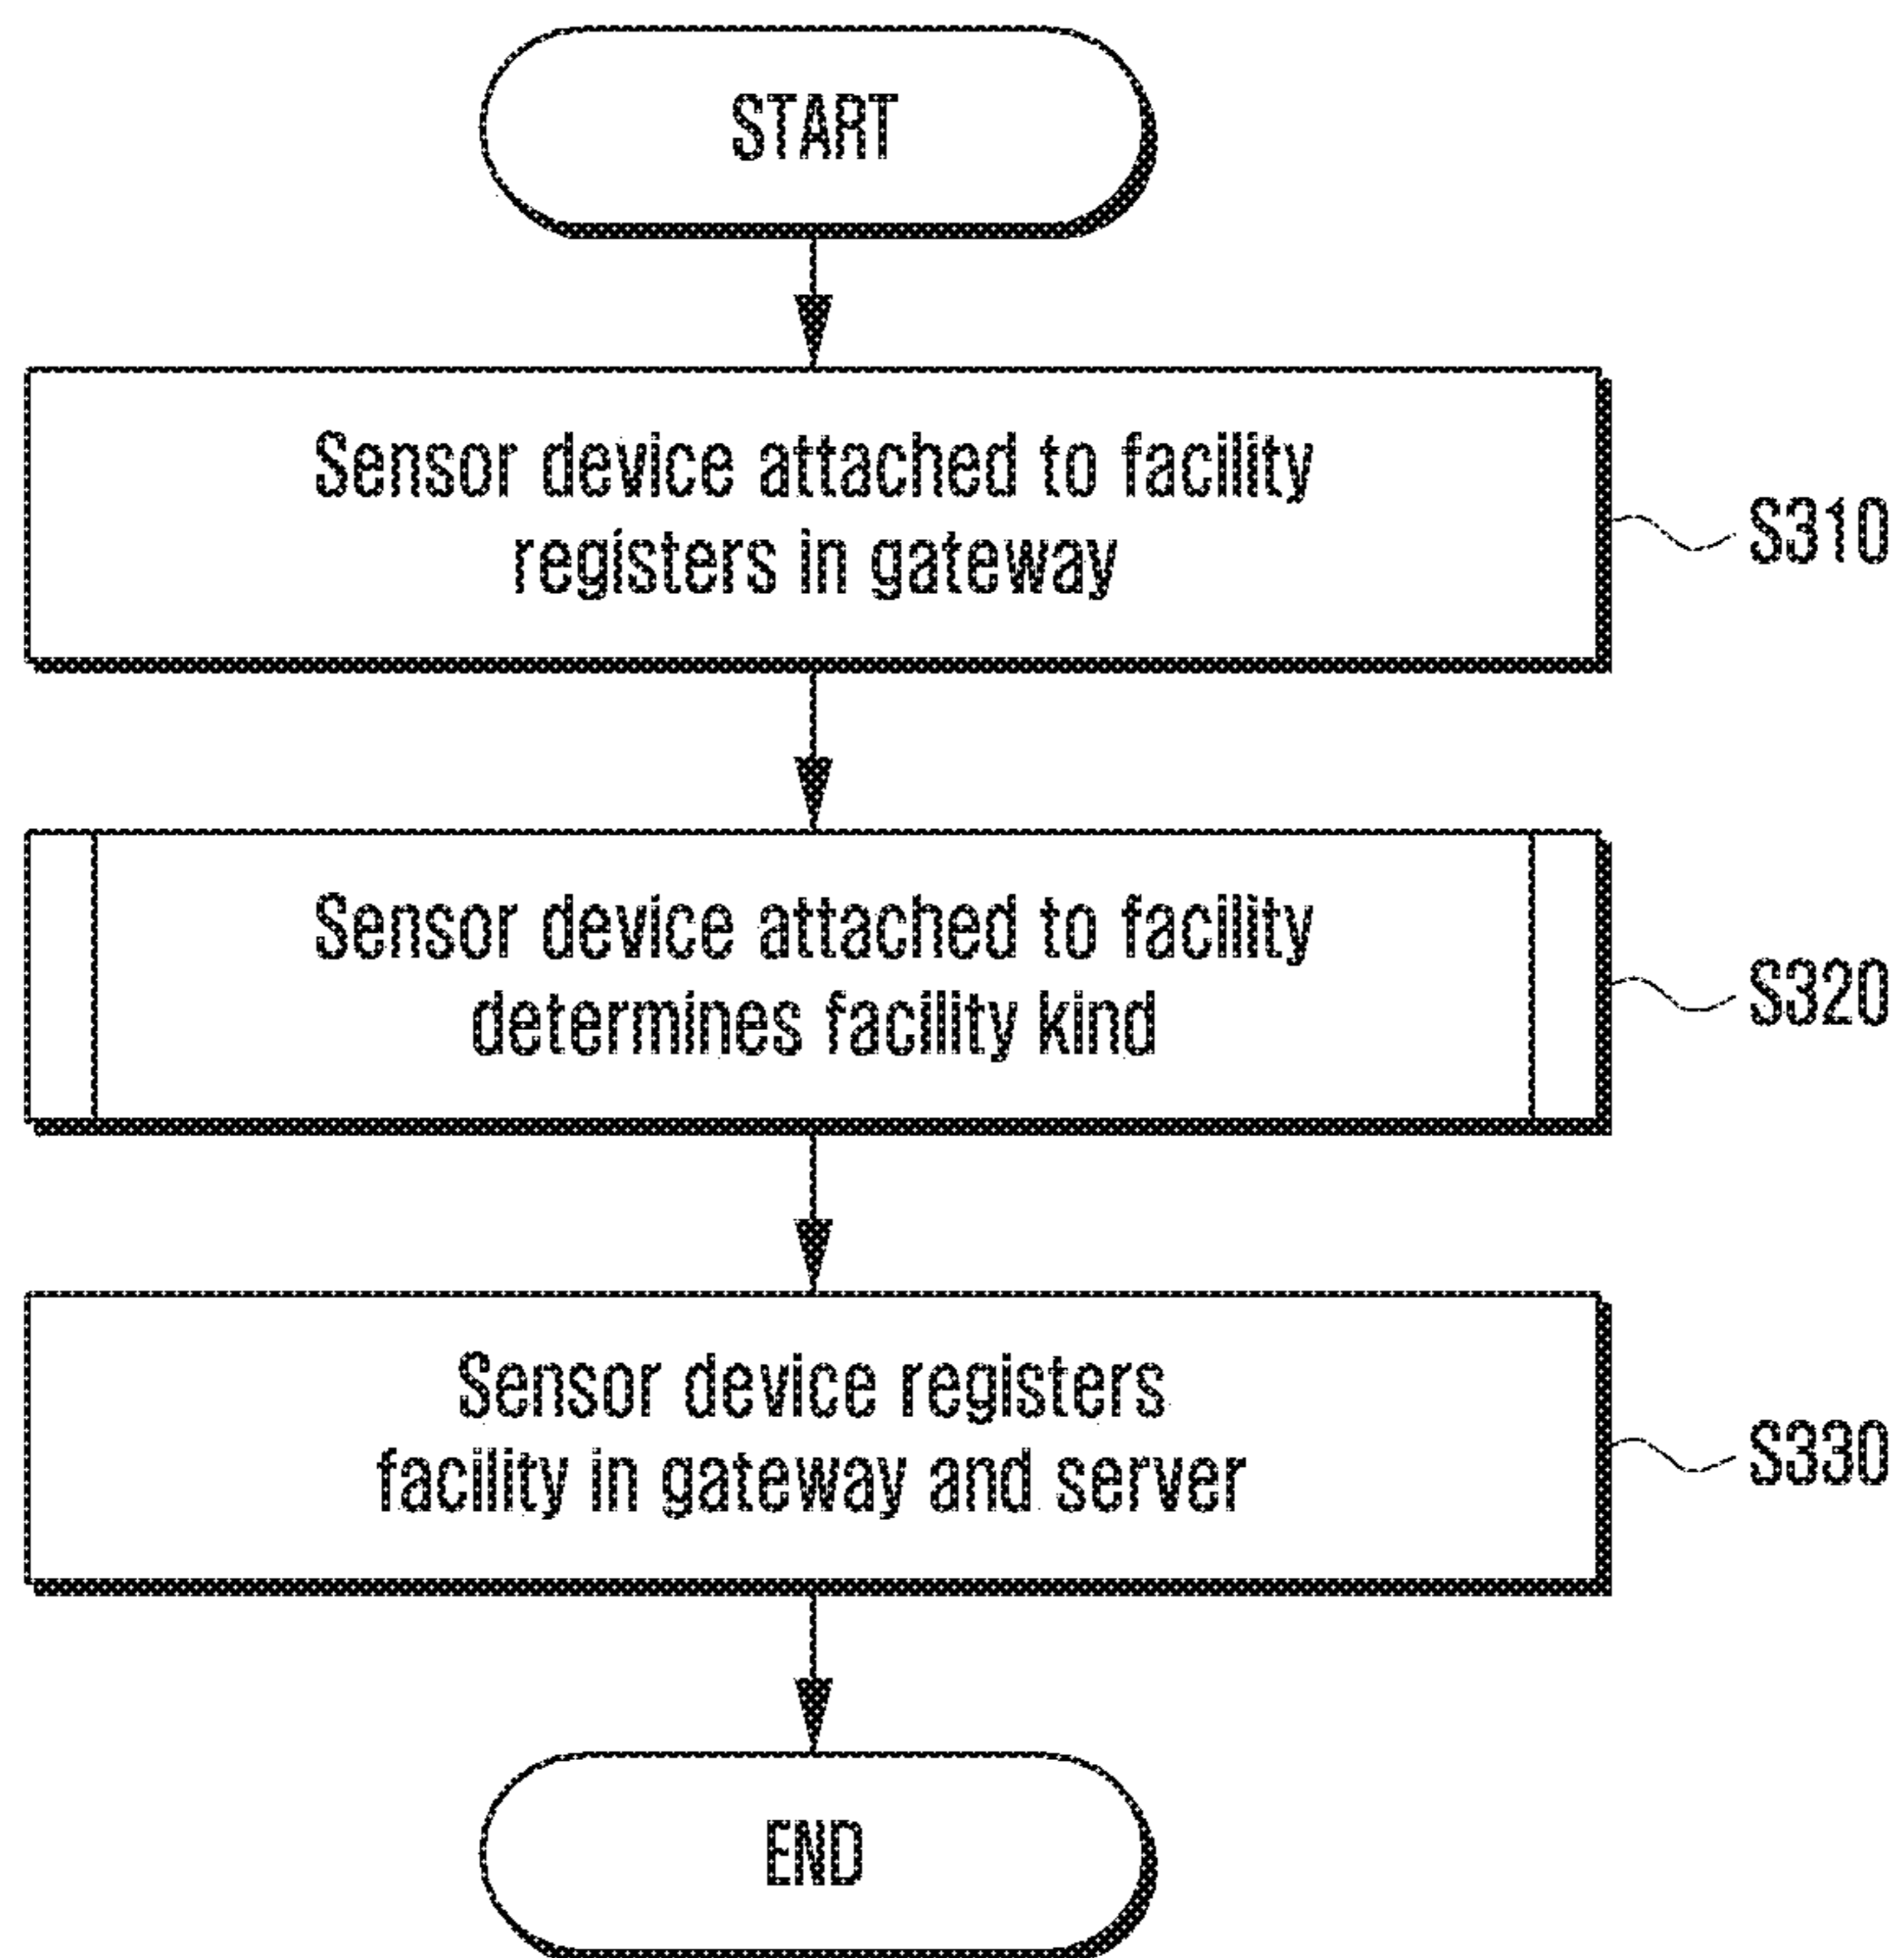 START
Sensor device attached to facility
registers in gateway
S310
Sensor device attached to facility
determines facility kind
S320
Sensor device registers
facility in gateway and server
S330
END